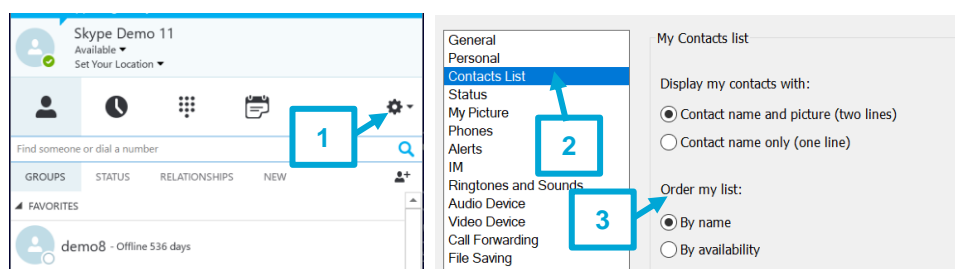 Skype Demo 11
Available
Set Your Location
1
Find someone or dial a number
GROUPS STATUS RELATIONSHIPS NEW
FAVORITES
demo8 - Offline 536 days
General
Personal
Contacts List
Status
My Picture
Phones
Alerts
IM
Ringtones and Sounds
Audio Device
Video Device
Call Forwarding
File Saving
2
My Contacts list
Display my contacts with:
Contact name and picture (two lines)
Contact name only (one line)
3
Order my list:
By name
By availability